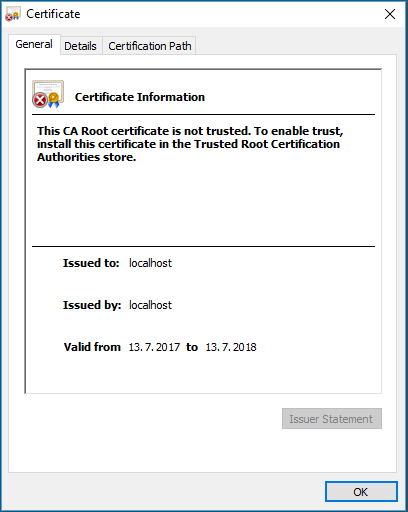 Certificate
General Details Certification Path
Certificate Information
This CA Root certificate is not trusted. To enable trust,
install this certificate in the Trusted Root Certification
Authorities store.
Issued to: localhost
Issued by: localhost
Valid from 13. 7. 2017 to 13. 7. 2018
Issuer Statement
OK